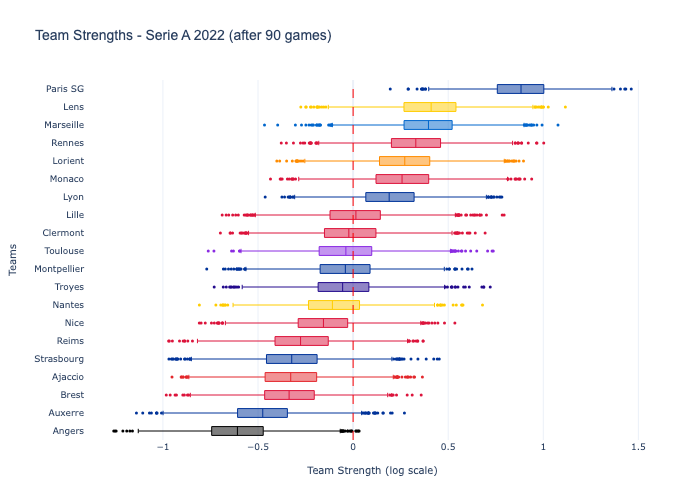 Team Strengths - Serie A 2022 (after 90 games)
Paris SG
Lens
Marseille
Rennes
Lorient
Monaco
Lyon
Lille
Clermont
Toulouse
Montpellier
Troyes
Nantes
Nice
Reims
Strasbourg
Ajaccio
Brest
Auxerre
Angers
Teams
−1
−0.5
0
0.5
1
1.5
Team Strength (log scale)